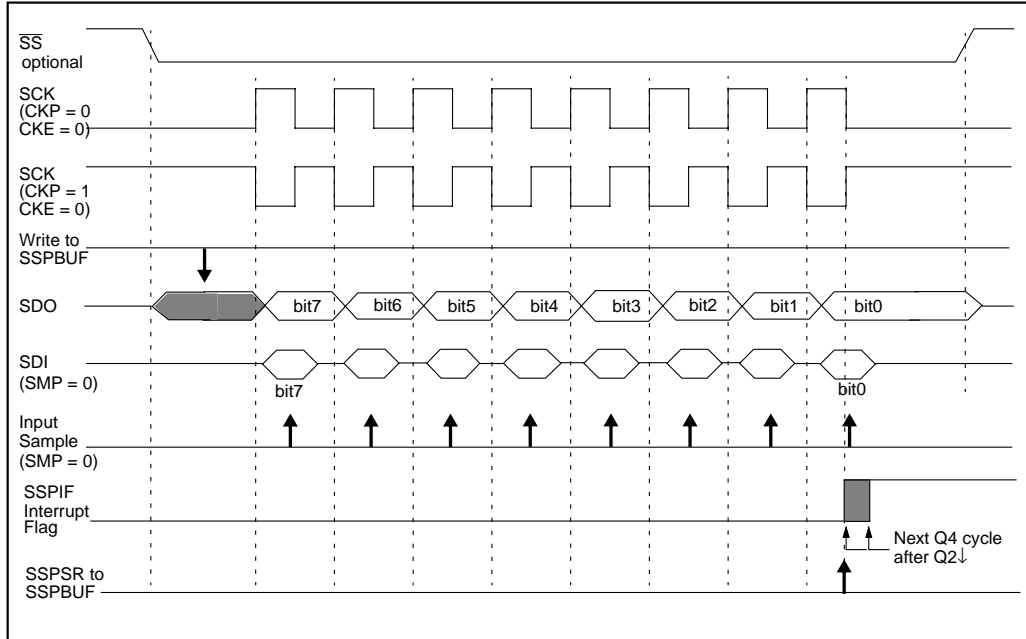 SS
optional
SCK
(CKP = 0
CKE = 0)
SCK
(CKP = 1
CKE = 0)
Write to
SSPBUF
SDO
bit7 bit6 bit5 bit4 bit3 bit2 bit1 bit0
SDI
(SMP = 0)
bit7 bit0
Input
Sample
(SMP = 0)
SSPIF
Interrupt
Flag
Next Q4 cycle
after Q2↓
SSPSR to
SSPBUF